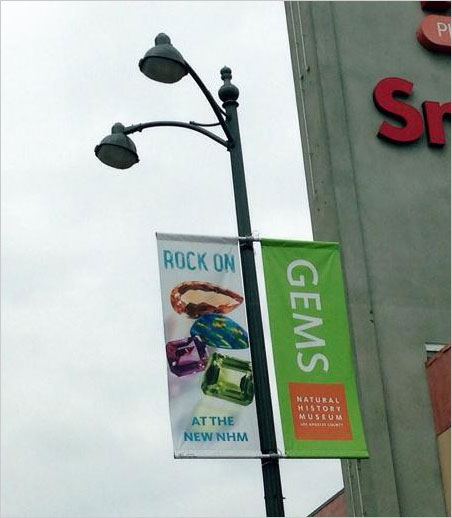 ROCK ON
AT THE
NEW NHM
GEMS
NATURAL
HISTORY
MUSEUM
LOS ANGELES COUNTY